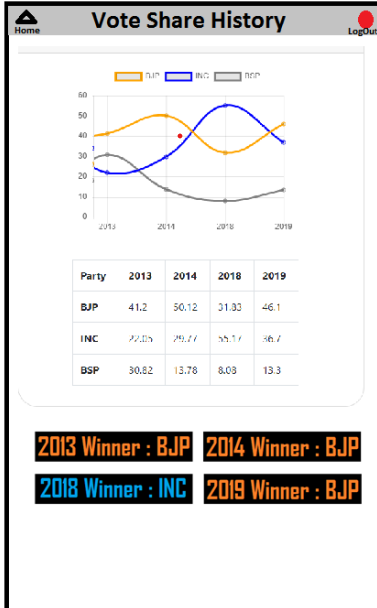 Vote Share History
Home
LogOut
BJP INC BSP
60
50
40
30
20
10
0
2013 2014 2018 2019
Party 2013 2014 2018 2019
BJP 41.2 50.12 31.83 46.1
INC 22.05 29.77 55.17 36.7
BSP 30.82 13.78 8.08 13.3
2013 Winner : BJP 2014 Winner : BJP
2018 Winner : INC 2019 Winner : BJP